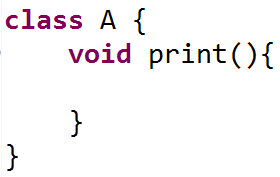 class A {
    void print(){

    }
}